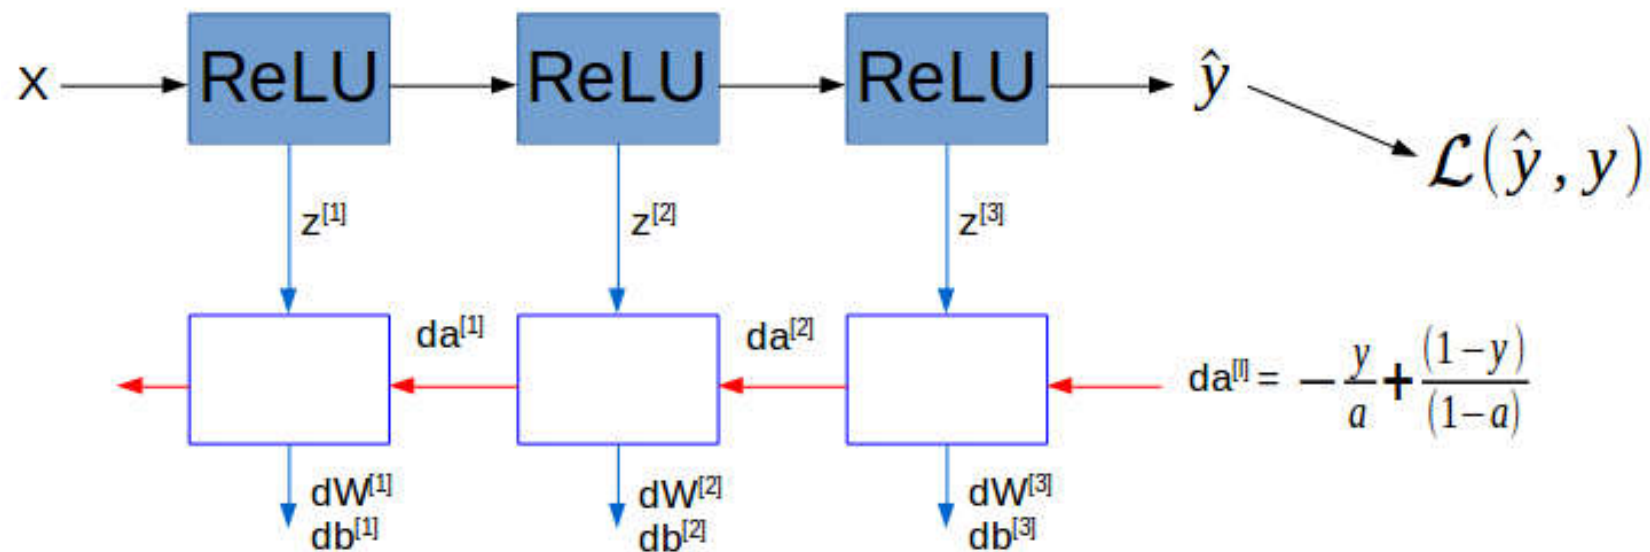 X ReLU ReLU ReLU ŷ
ℒ(ŷ, y)
z[1] z[2] z[3]
da[1] da[2] da[l] = − y/a + (1−y)/(1−a)
dW[1] dW[2] dW[3]
db[1] db[2] db[3]